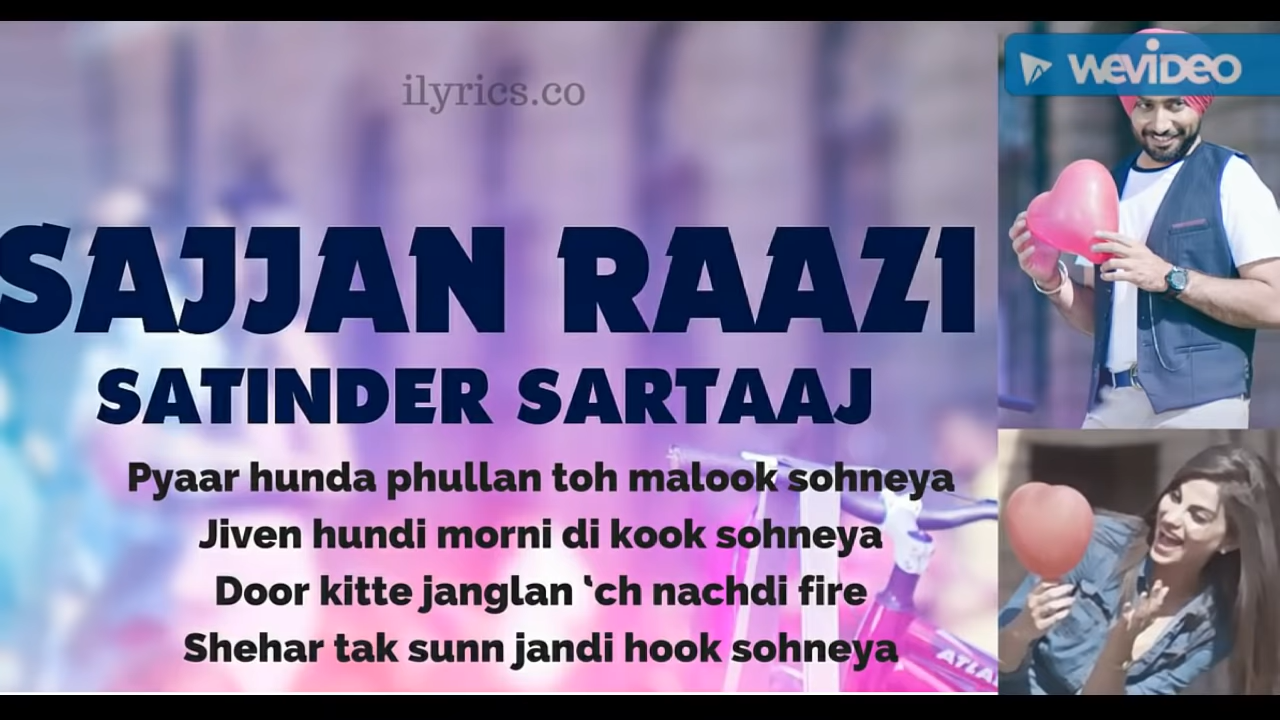 ilyrics.co
WEVIDEO
SAJJAN RAAZI
SATINDER SARTAAJ
Pyaar hunda phullan toh malook sohneya
Jiven hundi morni di kook sohneya
Door kitte janglan ‘ch nachdi fire
Shehar tak sunn jandi hook sohneya
ATLA